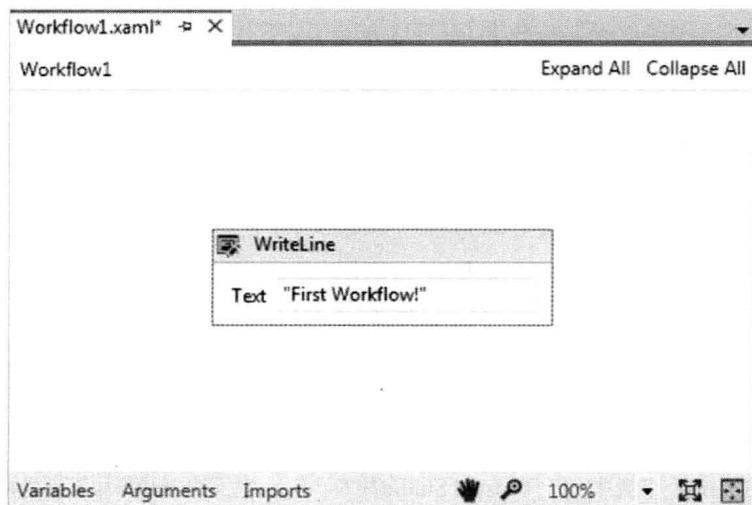 Workflow1.xaml*
Workflow1 Expand All Collapse All
WriteLine
Text "First Workflow!"
Variables Arguments Imports 100%